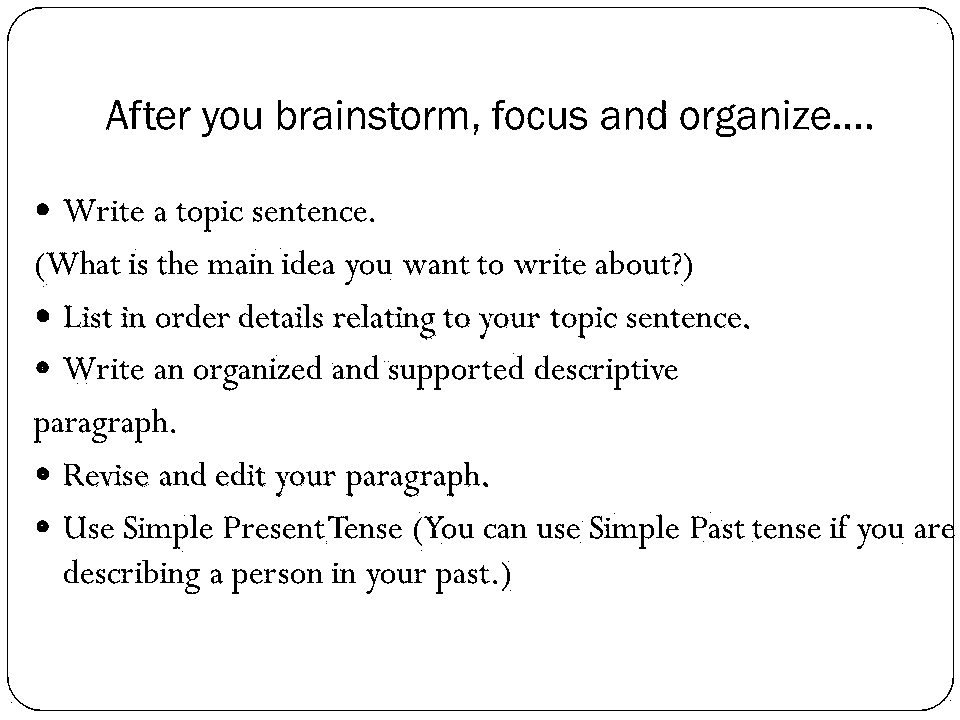 After you brainstorm, focus and organize....
• Write a topic sentence.
(What is the main idea you want to write about?)
• List in order details relating to your topic sentence.
• Write an organized and supported descriptive
paragraph.
• Revise and edit your paragraph.
• Use Simple Present Tense (You can use Simple Past tense if you are
describing a person in your past.)